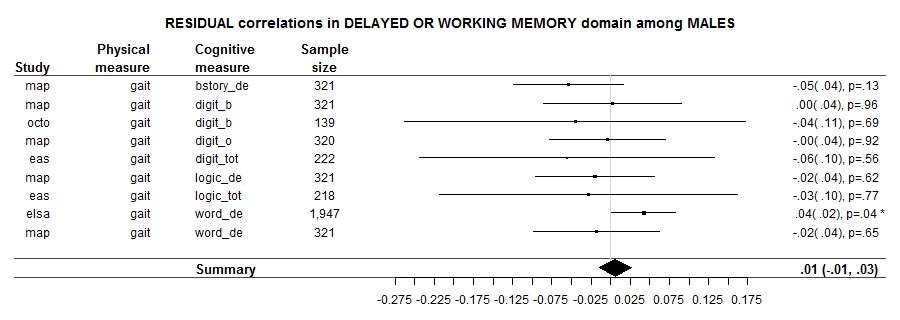 RESIDUAL correlations in DELAYED OR WORKING MEMORY domain among MALES
Physical Cognitive Sample
Study measure measure size
map gait bstory_de 321 -.05( .04), p=.13
map gait digit_b 321 .00( .04), p=.96
octo gait digit_b 139 -.04( .11), p=.69
map gait digit_o 320 -.00( .04), p=.92
eas gait digit_tot 222 -.06( .10), p=.56
map gait logic_de 321 -.02( .04), p=.62
eas gait logic_tot 218 -.03( .10), p=.77
elsa gait word_de 1,947 .04( .02), p=.04 *
map gait word_de 321 -.02( .04), p=.65
Summary .01 (-.01, .03)
-0.275 -0.225 -0.175 -0.125 -0.075 -0.025 0.025 0.075 0.125 0.175